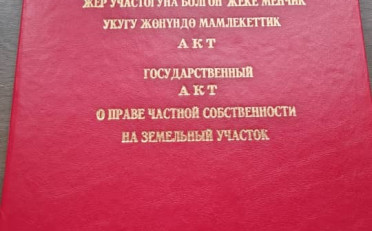 ЖЕР УЧАСТОГУНА БОЛГОН ЖЕКЕ МЕНЧИК
УКУГУ ЖӨНҮНДӨ МАМЛЕКЕТТИК
АКТ
ГОСУДАРСТВЕННЫЙ
АКТ
О ПРАВЕ ЧАСТНОЙ СОБСТВЕННОСТИ
НА ЗЕМЕЛЬНЫЙ УЧАСТОК